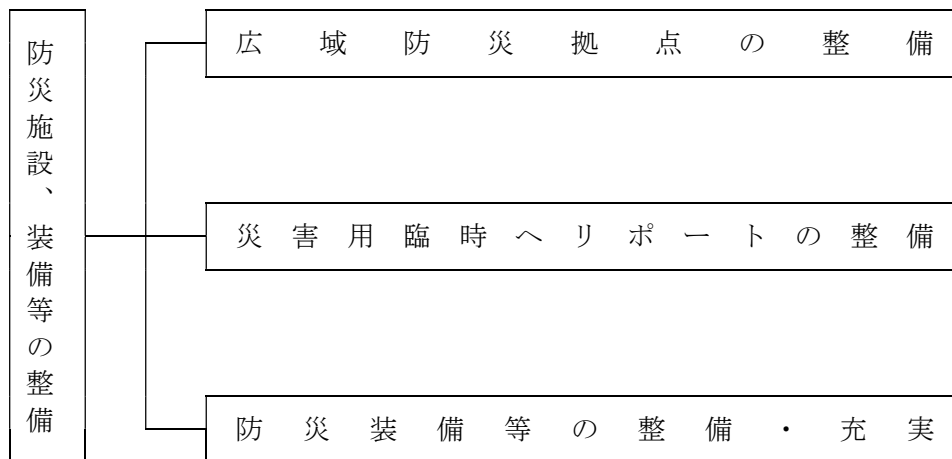 防災施設、装備等の整備
広域防災拠点の整備
災害用臨時ヘリポートの整備
防災装備等の整備・充実